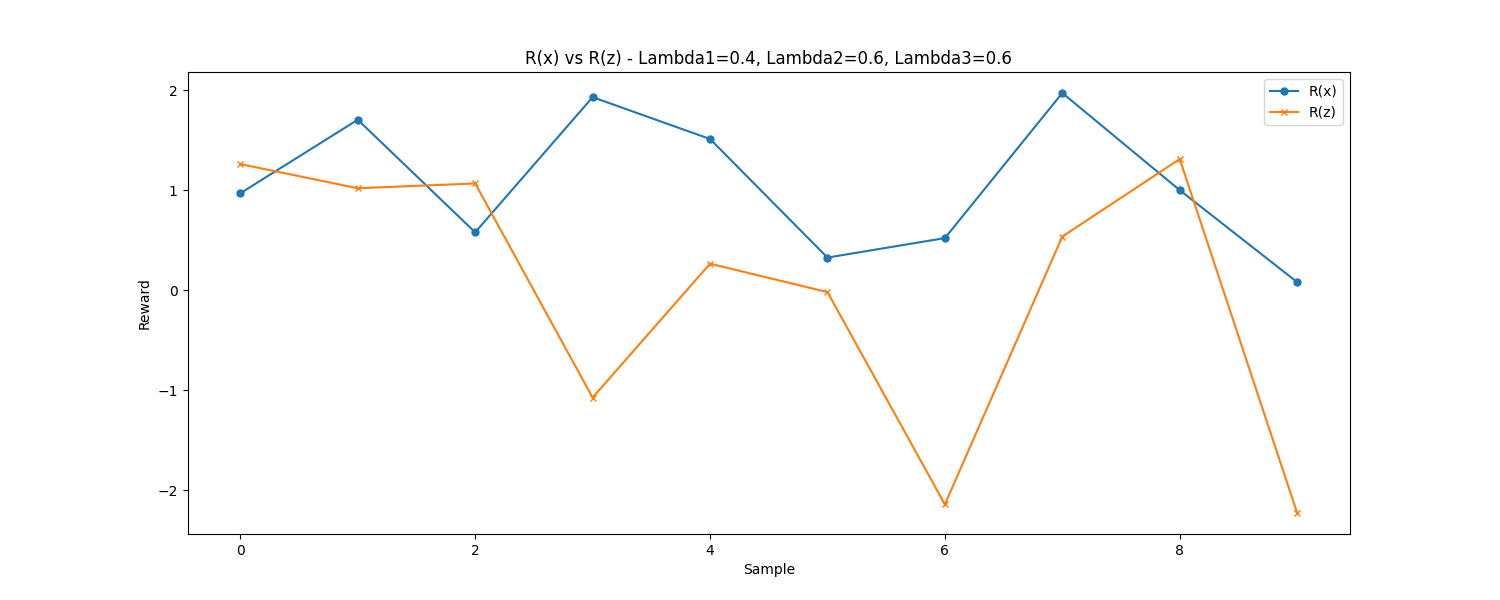 R(x) vs R(z) - Lambda1=0.4, Lambda2=0.6, Lambda3=0.6
R(x)
R(z)
2
1
0
−1
−2
Reward
0 2 4 6 8
Sample